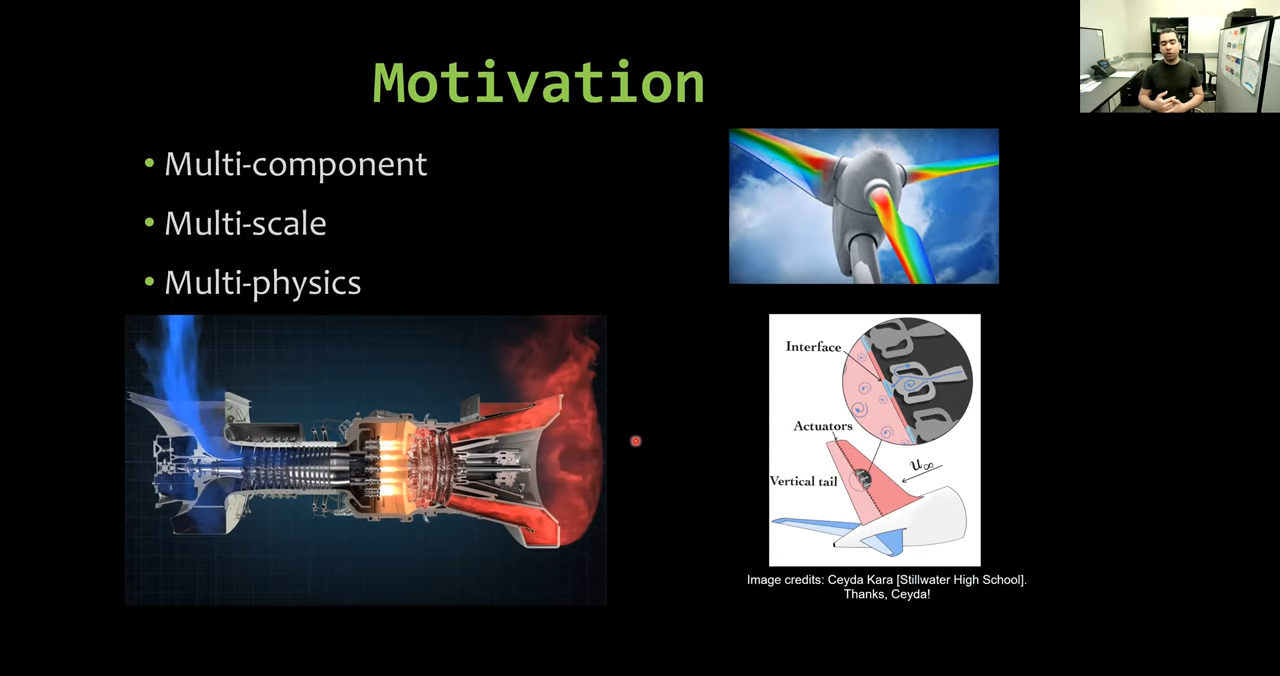 Motivation
• Multi-component
• Multi-scale
• Multi-physics
Interface
Actuators
Vertical tail
u∞
Image credits: Ceyda Kara [Stillwater High School].
Thanks, Ceyda!